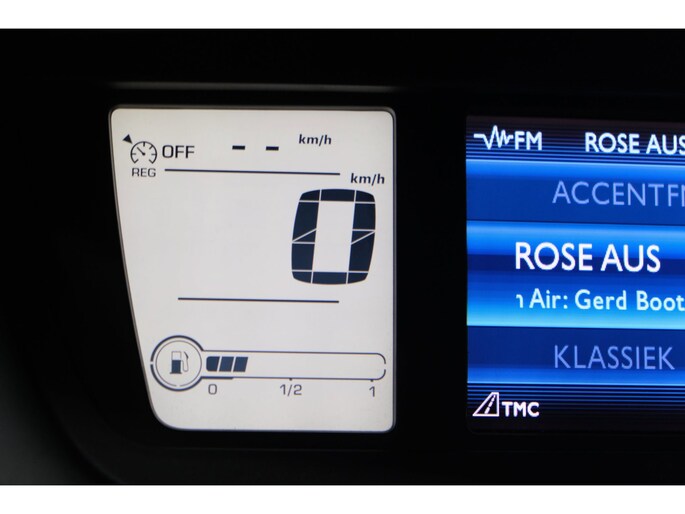 OFF -- km/h
REG
km/h
0
0 1/2 1
FM ROSE AUS
ACCENTF
ROSE AUS
Air: Gerd Boot
KLASSIEK
TMC